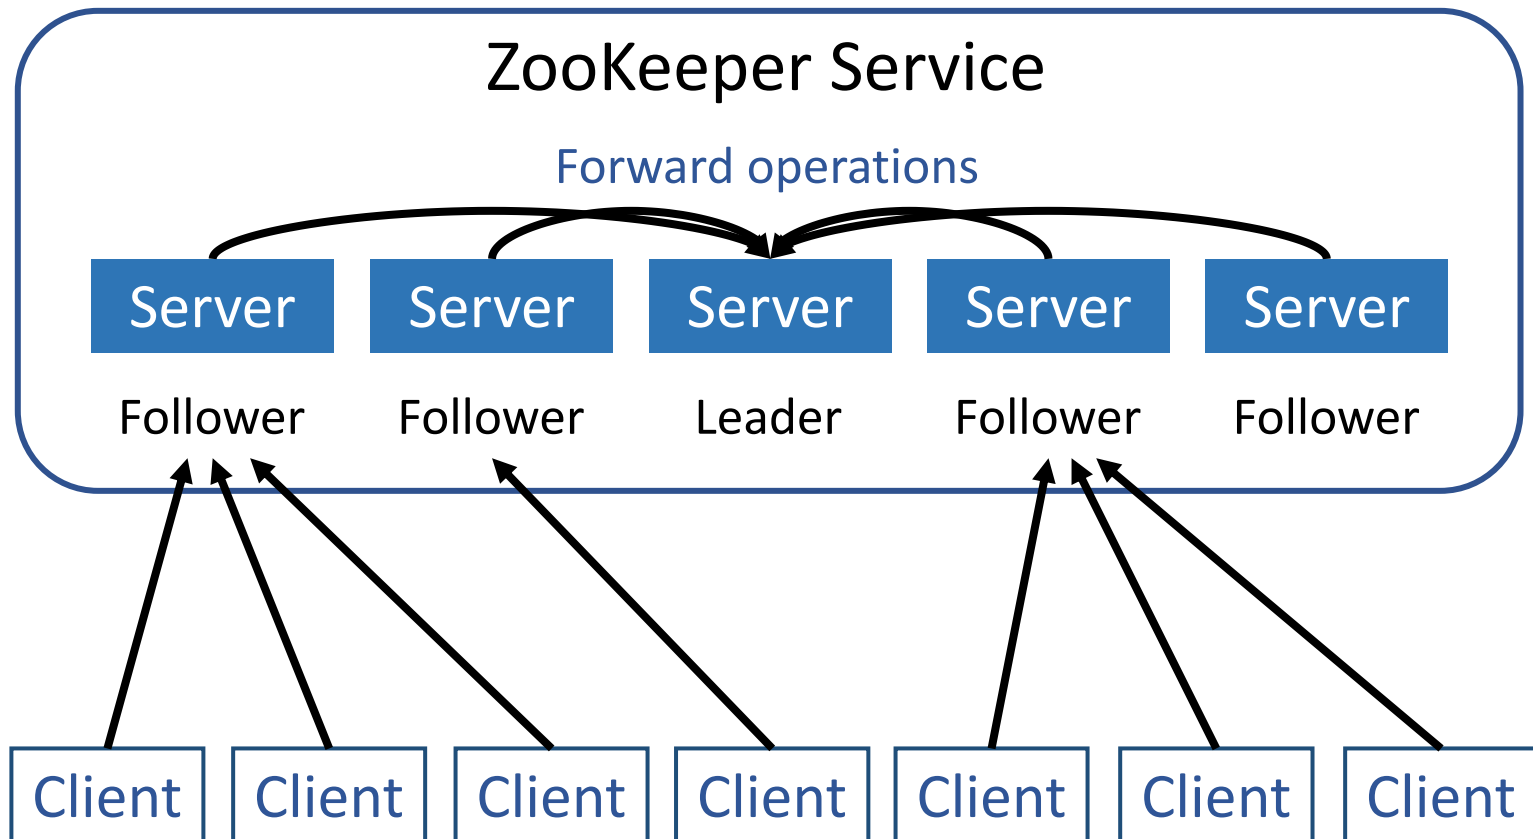 ZooKeeper Service
Forward operations
Server Server Server Server Server
Follower Follower Leader Follower Follower
Client Client Client Client Client Client Client